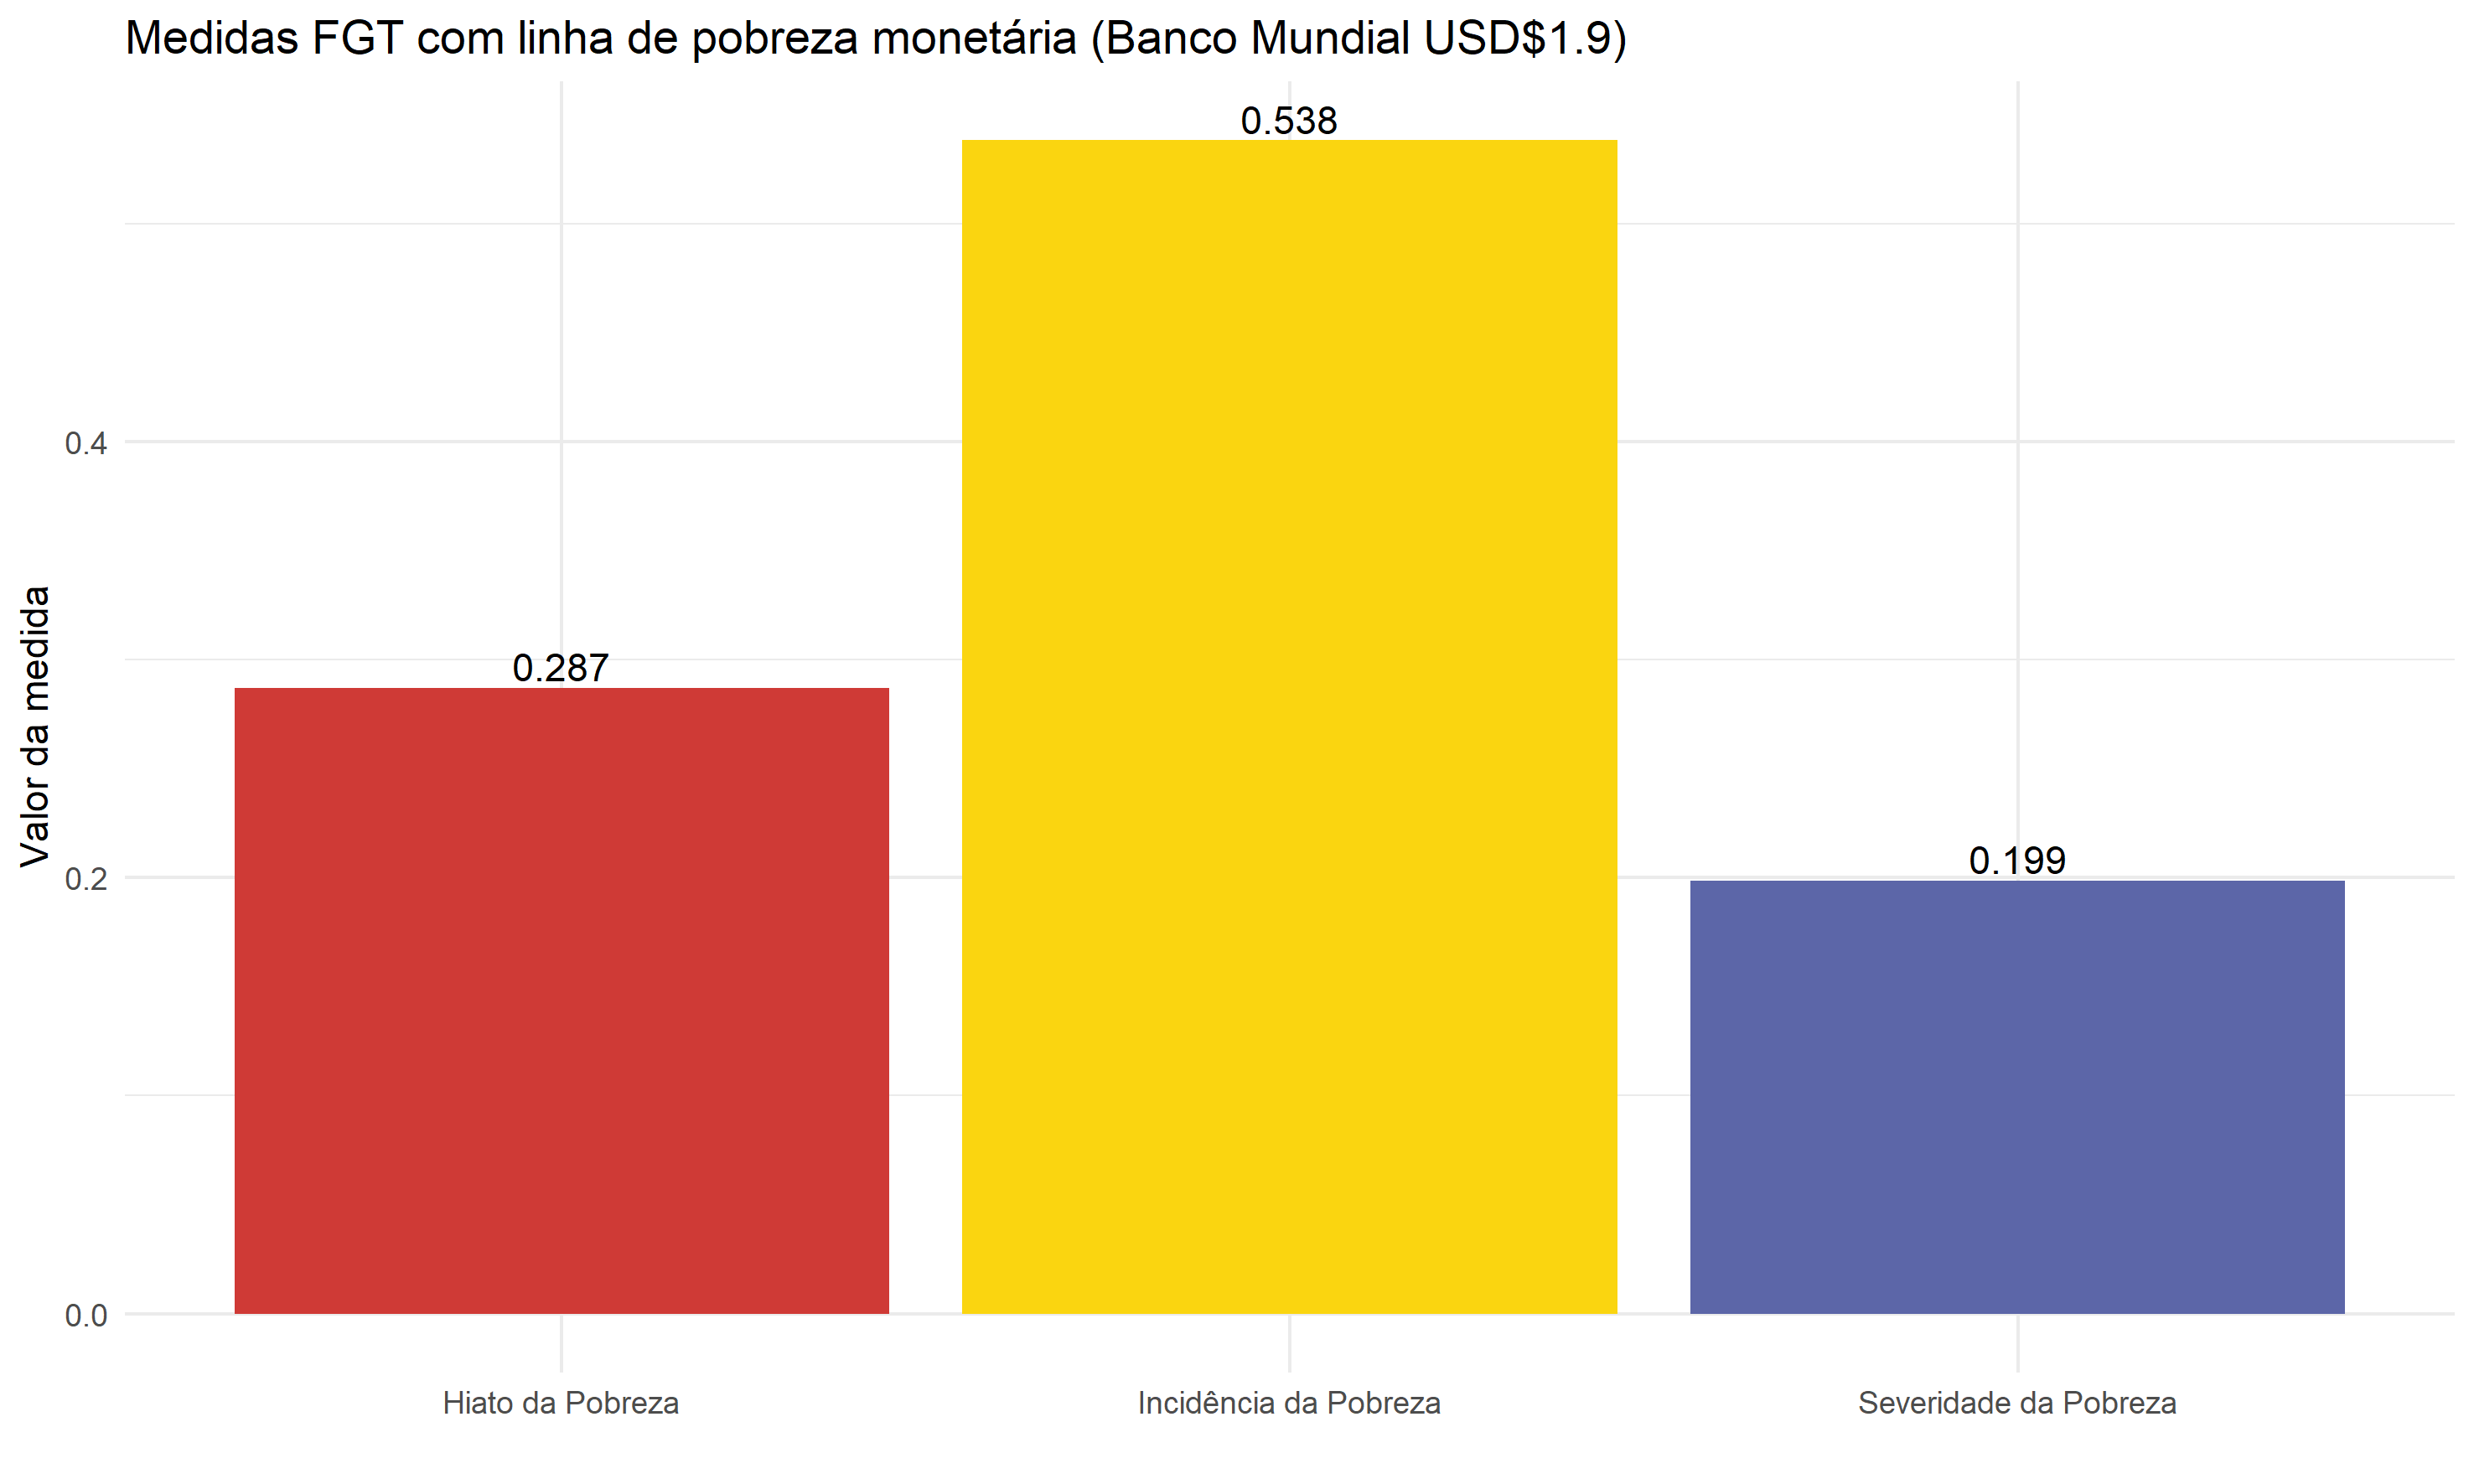 Medidas FGT com linha de pobreza monetária (Banco Mundial USD$1.9)
Valor da medida
0.4
0.2
0.0
0.287
0.538
0.199
Hiato da Pobreza
Incidência da Pobreza
Severidade da Pobreza